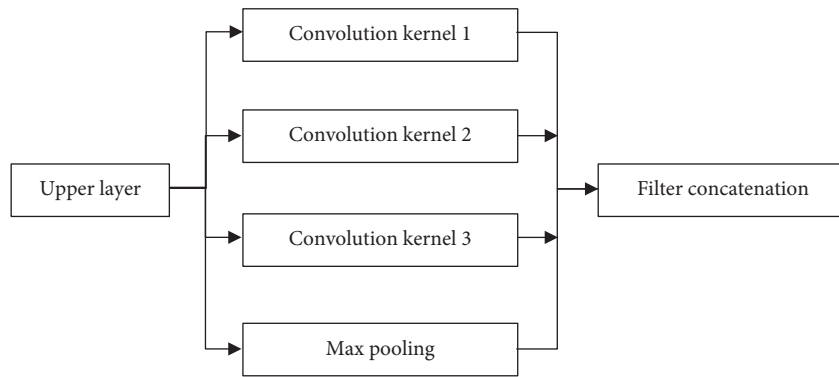 Convolution kernel 1
Convolution kernel 2
Upper layer
Filter concatenation
Convolution kernel 3
Max pooling